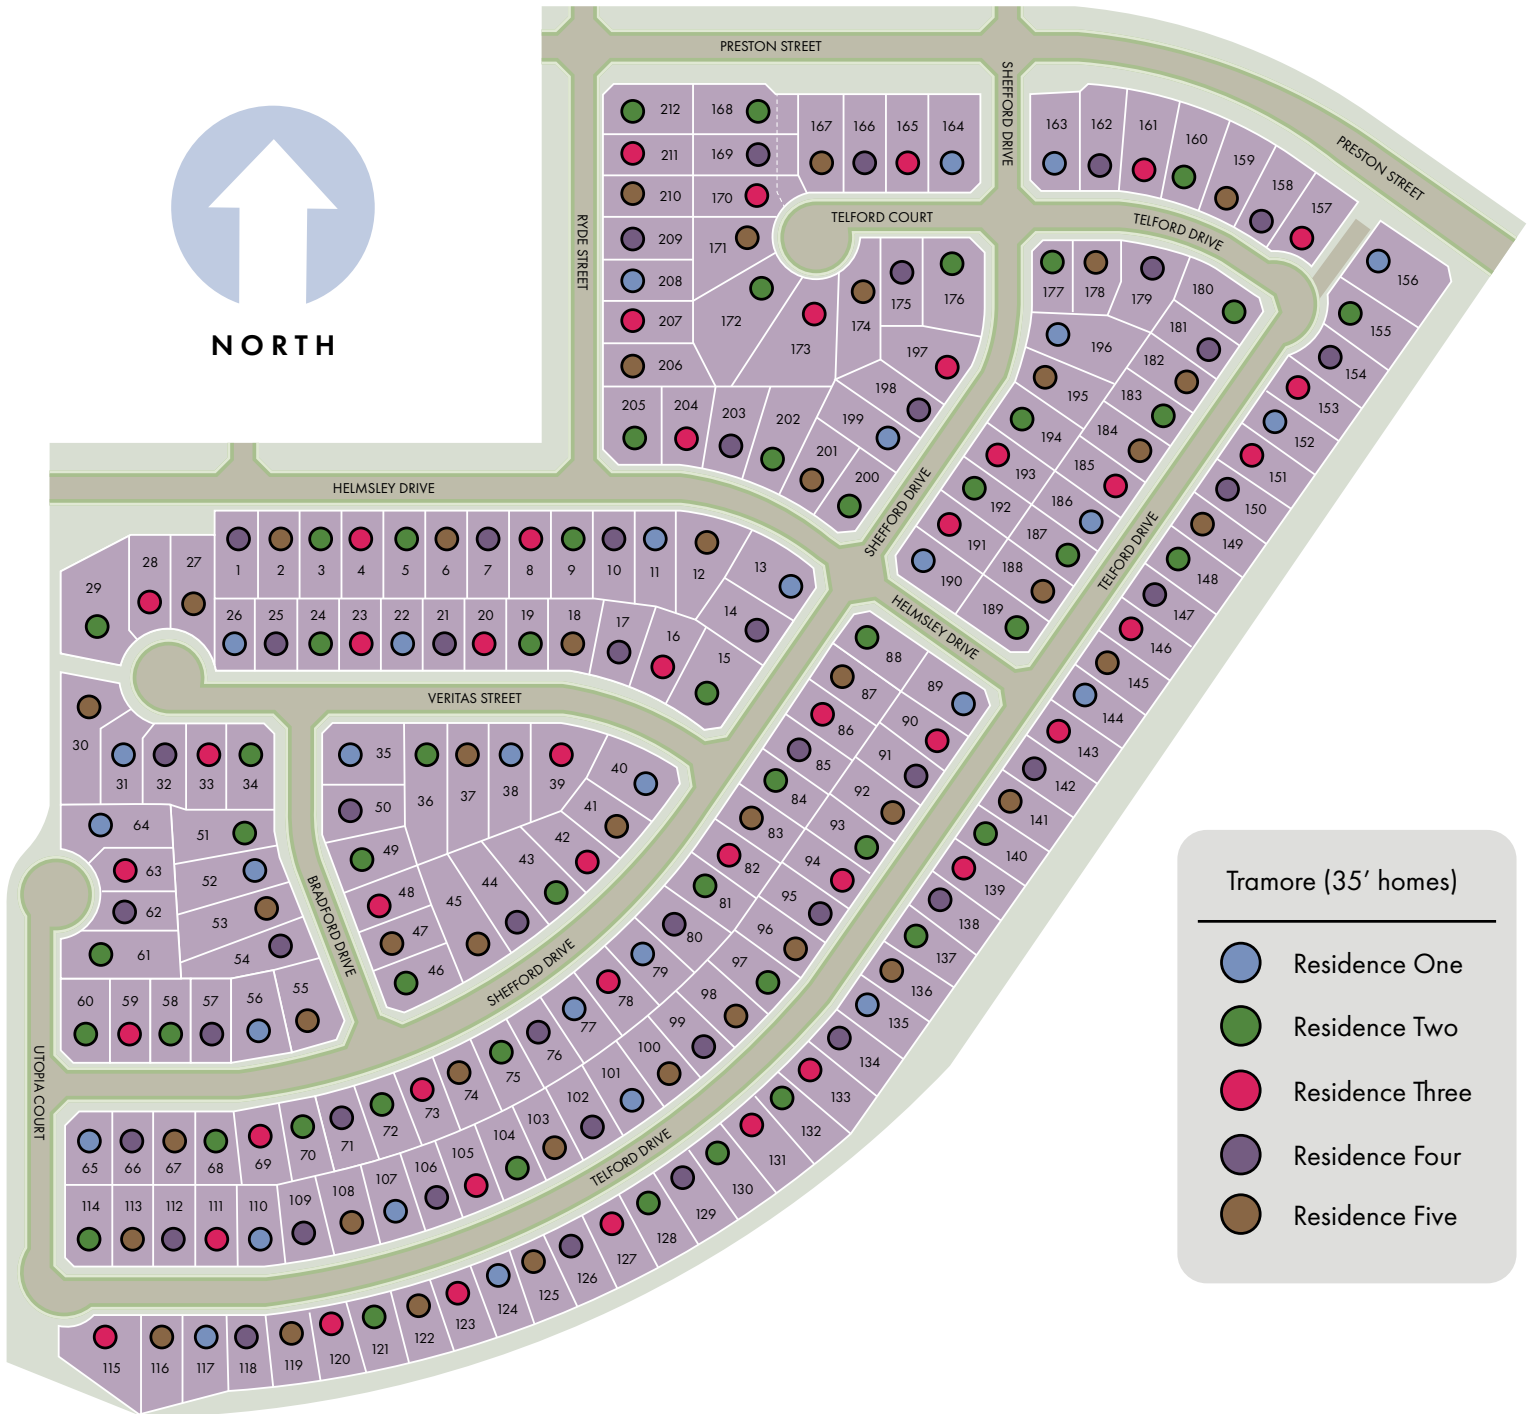 PRESTON STREET
SHEFFORD DRIVE
PRESTON STREET
212 168
167 166 165 164
163 162 161 160 159 158 157
211 169
210 170
TELFORD COURT
TELFORD DRIVE
RYDE STREET
209 171
208 172 173 174 175 176
177 178 179 180
156
155
207
181
196
182
154
206
197
195 183
153
205 204 203 202 201 200 199 198
194 184
152
193 185
151
192 186
150
191 187
149
190 188
148
189
147
NORTH
HELMSLEY DRIVE
SHEFFORD DRIVE
TELFORD DRIVE
HELMSLEY DRIVE
29 28 27
1 2 3 4 5 6 7 8 9 10 11 12 13
14
26 25 24 23 22 21 20 19 18 17 16 15
VERITAS STREET
146
145
144
143
142
141
140
139
138
137
136
135
134
133
132
131
130
129
128
127
126
125
124
123
122
121
120
119
118
117
116
115
88 89
87 90
86 91
85 92
84 93
83 94
82 95
81 96
80 97
79 98
78 99
77 100
76 101
75 102
74 103
73 104
72 105
71 106
70 107
69 108
109
30 31 32 33 34
35 36 37 38 39 40
41
42
43
44
45
50
49
48
47
46
64 51
63 52
62 53
61 54
60 59 58 57 56 55
BRADFORD DRIVE
SHEFFORD DRIVE
UTOPIA COURT
65 66 67 68
114 113 112 111 110
TELFORD DRIVE
Tramore (35’ homes)
Residence One
Residence Two
Residence Three
Residence Four
Residence Five